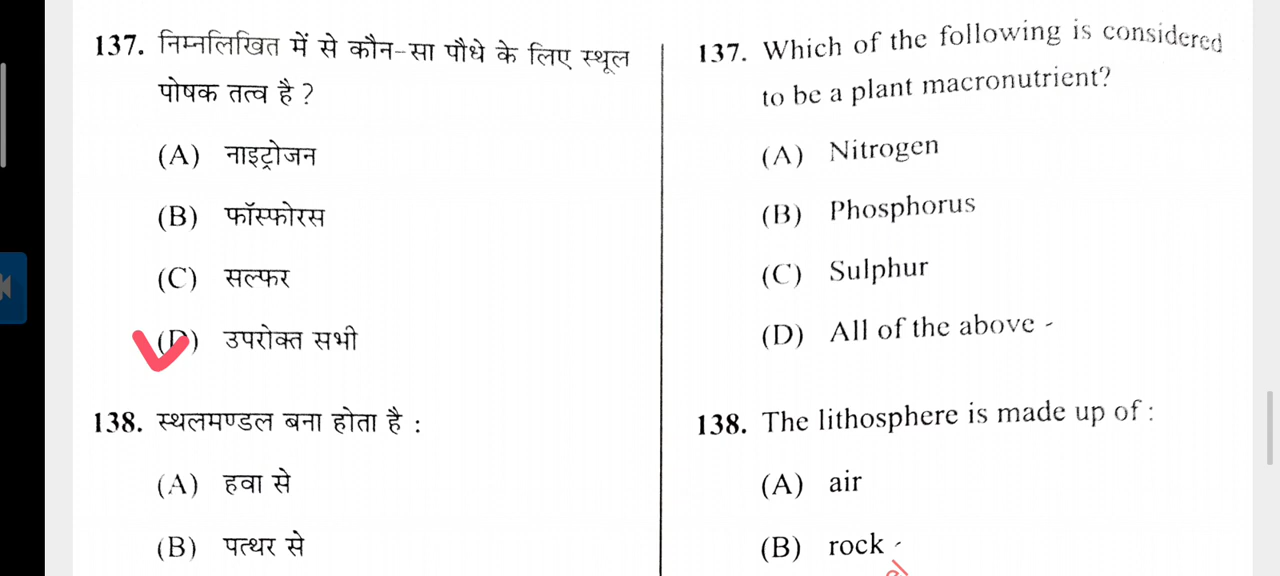 137. निम्नलिखित में से कौन-सा पौधे के लिए स्थूल
पोषक तत्व है ?
(A) नाइट्रोजन
(B) फॉस्फोरस
(C) सल्फर
(D) उपरोक्त सभी
138. स्थलमण्डल बना होता है :
(A) हवा से
(B) पत्थर से
137. Which of the following is considered
to be a plant macronutrient?
(A) Nitrogen
(B) Phosphorus
(C) Sulphur
(D) All of the above -
138. The lithosphere is made up of :
(A) air
(B) rock -